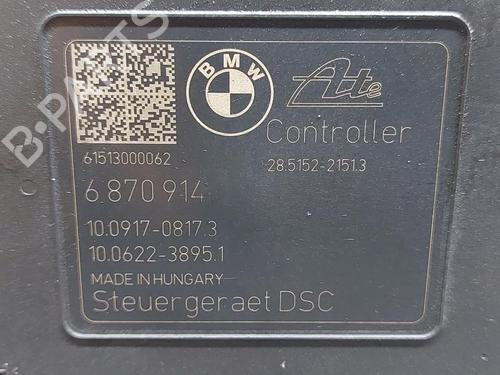 BMW
Ate
Controller
61513000062
28.5152-2151.3
6 870 914
10.0917-0817.3
10.0622-3895.1
MADE IN HUNGARY
Steuergeraet DSC
B-PARTS